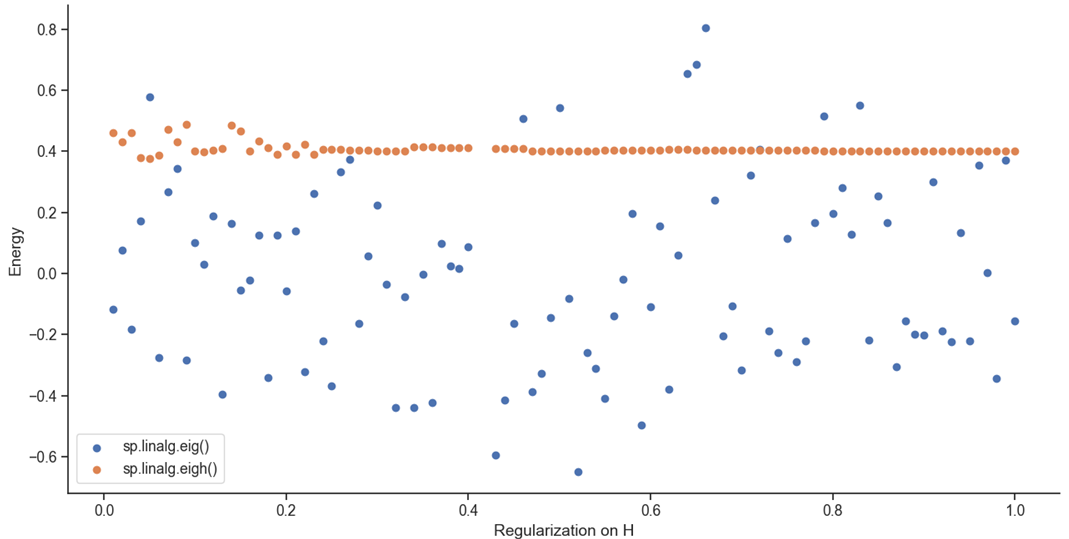 0.8
0.6
0.4
0.2
0.0
−0.2
−0.4
−0.6
Energy
sp.linalg.eig()
sp.linalg.eigh()
0.0 0.2 0.4 0.6 0.8 1.0
Regularization on H